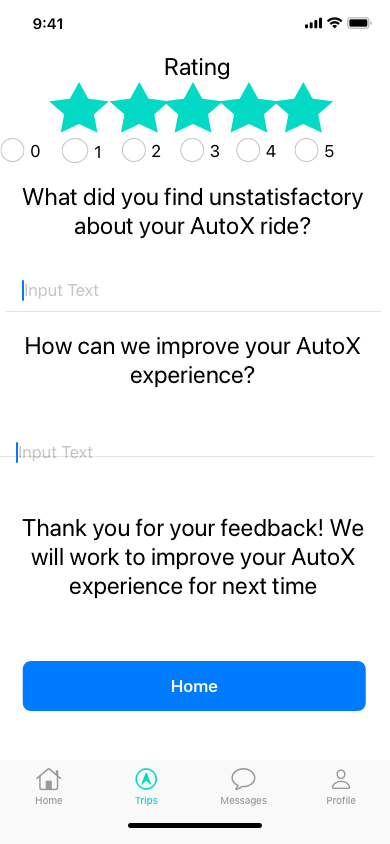 9:41
Rating
0 1 2 3 4 5
What did you find unstatisfactory
about your AutoX ride?
Input Text
How can we improve your AutoX
experience?
Input Text
Thank you for your feedback! We
will work to improve your AutoX
experience for next time
Home
Home Trips Messages Profile